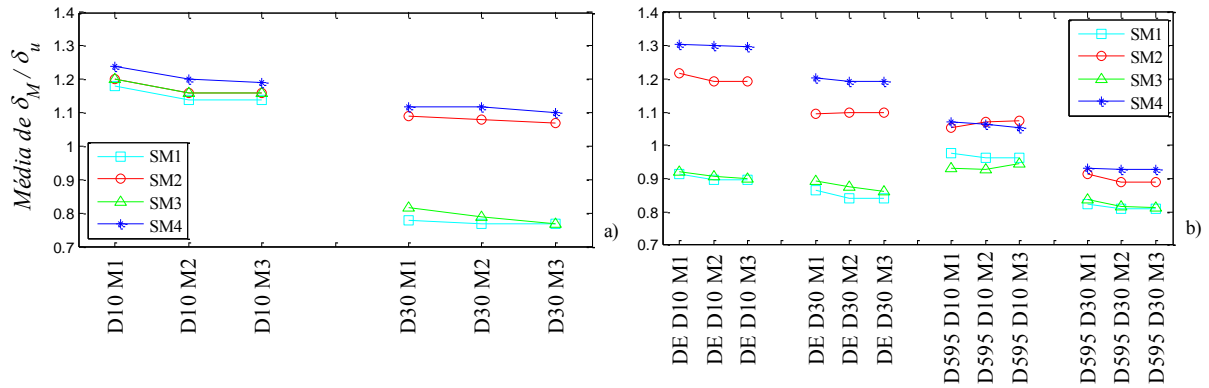 Média de δM / δu
1.4
1.3
1.2
1.1
1
0.9
0.8
0.7
SM1
SM2
SM3
SM4
D10 M1
D10 M2
D10 M3
D30 M1
D30 M2
D30 M3
a)
1.4
1.3
1.2
1.1
1
0.9
0.8
0.7
SM1
SM2
SM3
SM4
DE D10 M1
DE D10 M2
DE D10 M3
DE D30 M1
DE D30 M2
DE D30 M3
D595 D10 M1
D595 D10 M2
D595 D10 M3
D595 D30 M1
D595 D30 M2
D595 D30 M3
b)